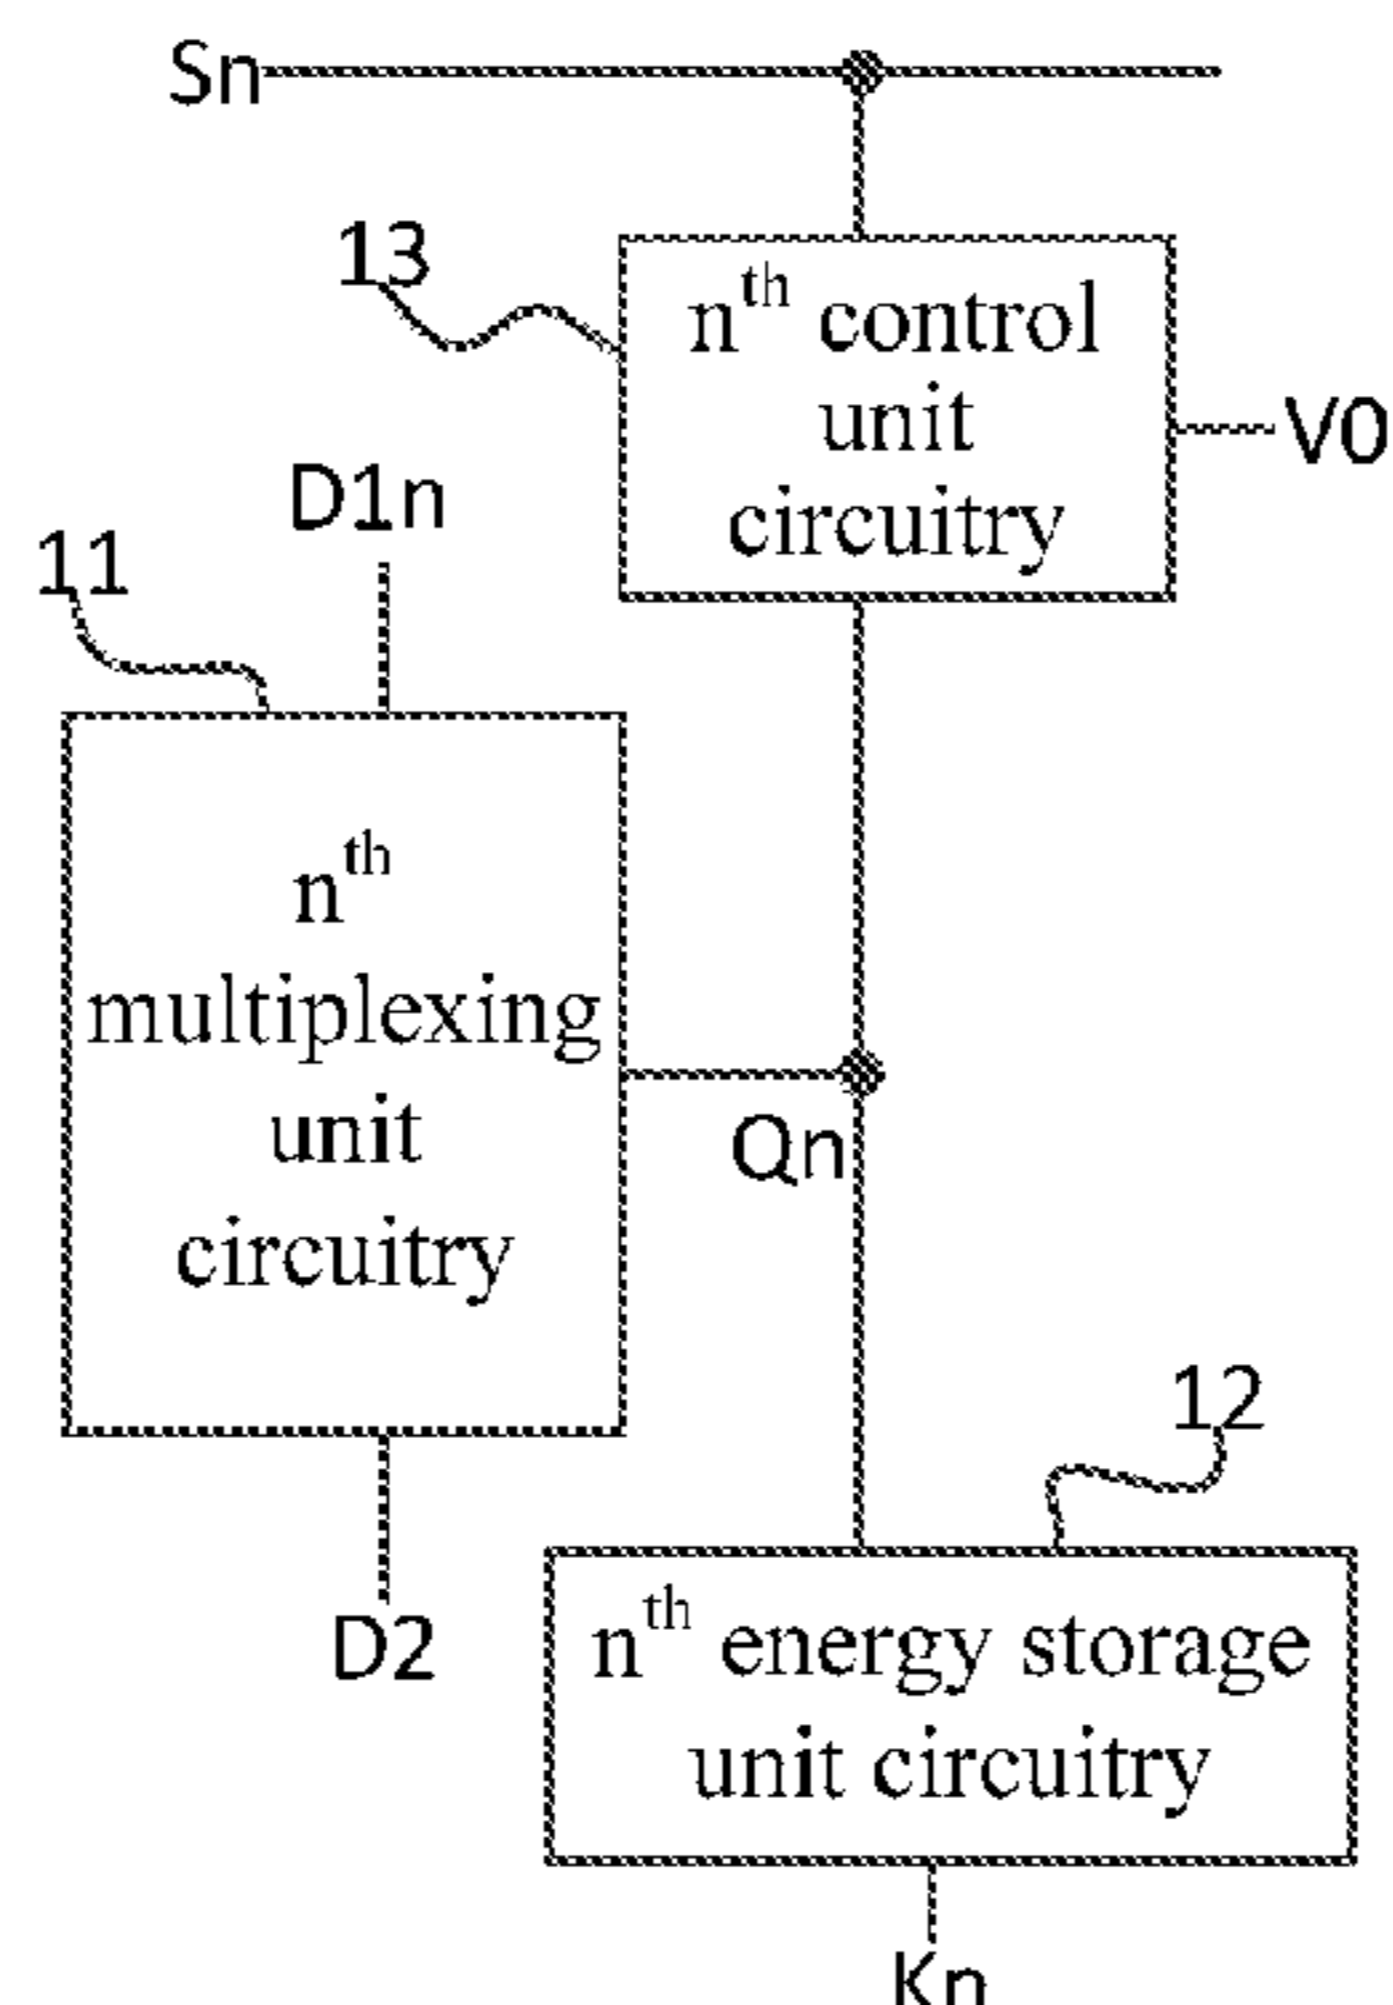 Sn
13
nth control
unit
circuitry
V0
D1n
11
nth
multiplexing
unit
circuitry
Qn
12
D2
nth energy storage
unit circuitry
Kn